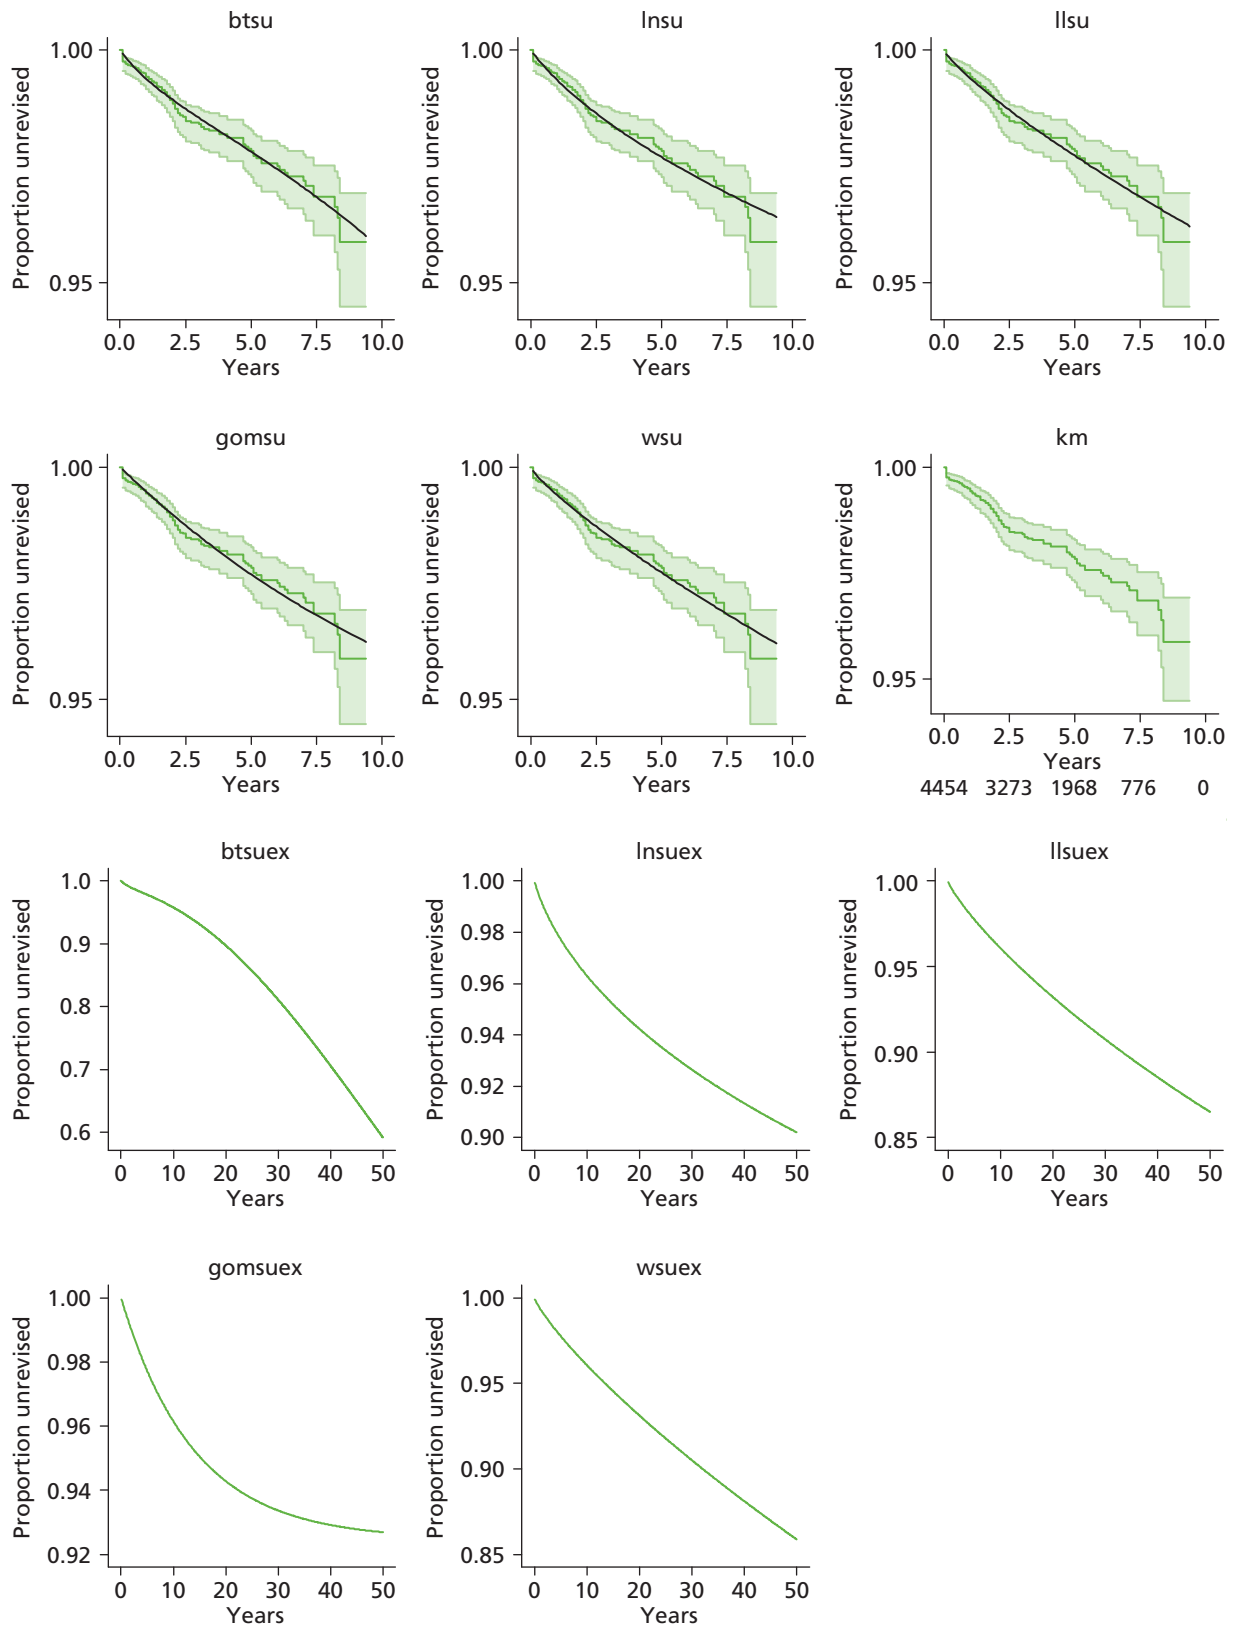 btsu
lnsu
llsu
1.00
0.95
Proportion unrevised
0.0 2.5 5.0 7.5 10.0
Years
1.00
0.95
Proportion unrevised
0.0 2.5 5.0 7.5 10.0
Years
1.00
0.95
Proportion unrevised
0.0 2.5 5.0 7.5 10.0
Years
gomsu
wsu
km
1.00
0.95
Proportion unrevised
0.0 2.5 5.0 7.5 10.0
Years
1.00
0.95
Proportion unrevised
0.0 2.5 5.0 7.5 10.0
Years
1.00
0.95
Proportion unrevised
0.0 2.5 5.0 7.5 10.0
Years
4454 3273 1968 776 0
btsuex
lnsuex
llsuex
1.0
0.9
0.8
0.7
0.6
Proportion unrevised
0 10 20 30 40 50
Years
1.00
0.98
0.96
0.94
0.92
0.90
Proportion unrevised
0 10 20 30 40 50
Years
1.00
0.95
0.90
0.85
Proportion unrevised
0 10 20 30 40 50
Years
gomsuex
wsuex
1.00
0.98
0.96
0.94
0.92
Proportion unrevised
0 10 20 30 40 50
Years
1.00
0.95
0.90
0.85
Proportion unrevised
0 10 20 30 40 50
Years